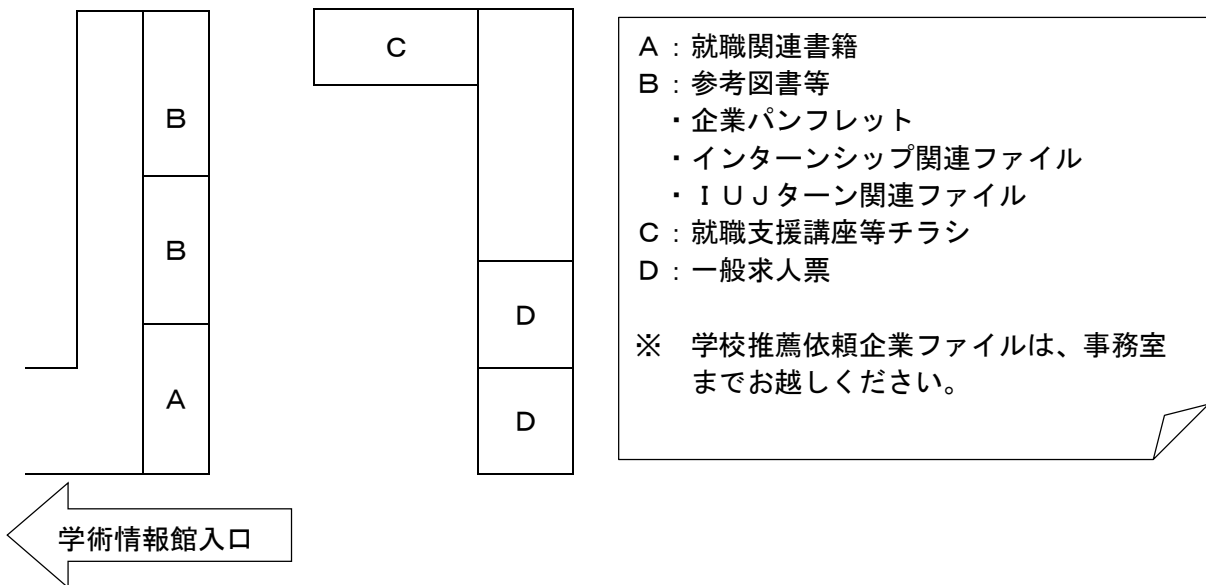 C
B
B
D
A
D
学術情報館入口
A：就職関連書籍
B：参考図書等
・企業パンフレット
・インターンシップ関連ファイル
・ＩＵＪターン関連ファイル
C：就職支援講座等チラシ
D：一般求人票
※　学校推薦依頼企業ファイルは、事務室
までお越しください。